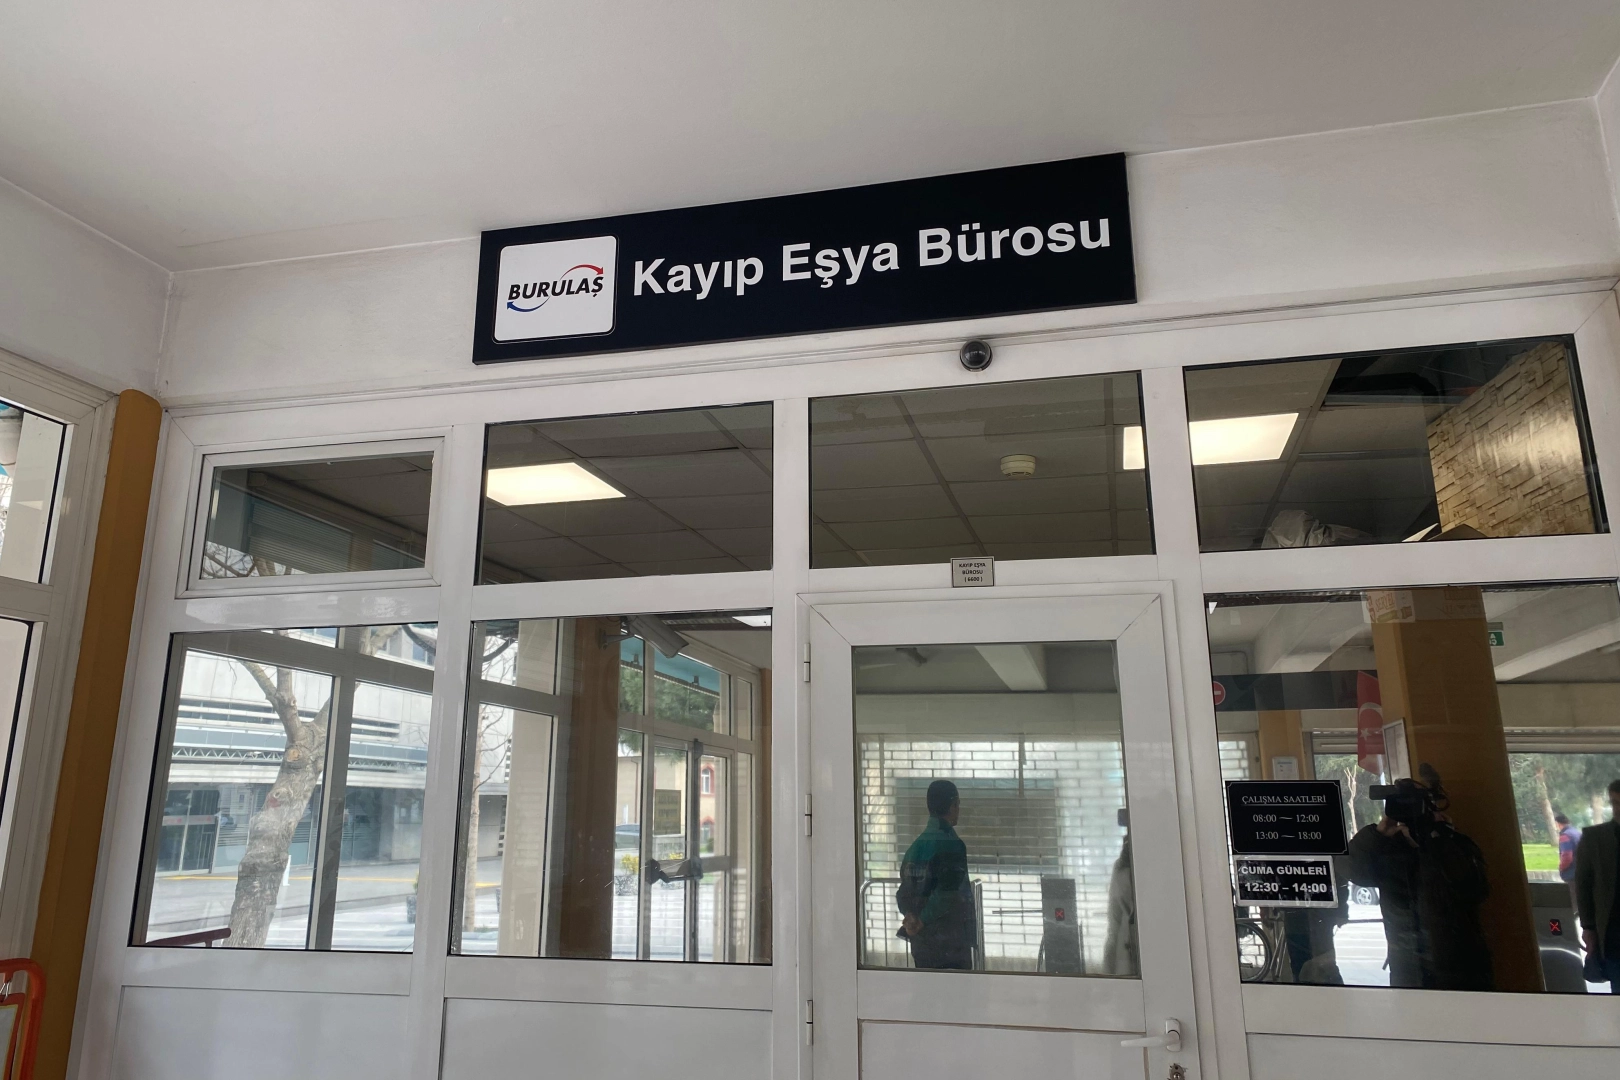 BURULAŞ
Kayıp Eşya Bürosu
KAYIP EŞYA
BÜROSU
( 6600 )
ÇALIŞMA SAATLERİ
08:00 — 12:00
13:00 — 18:00
CUMA GÜNLERİ
12:30 - 14:00